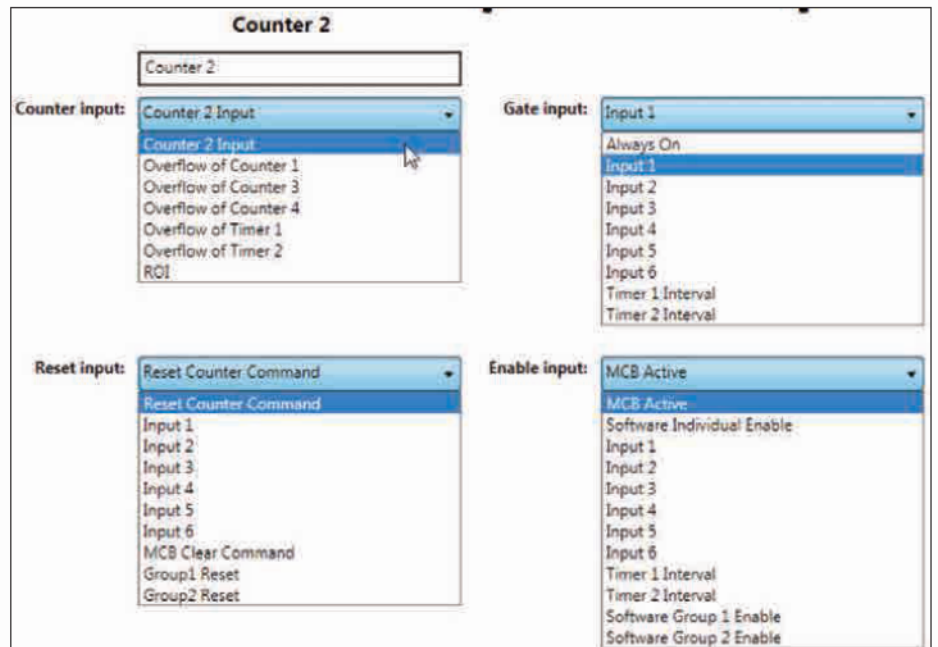 Counter 2
Counter 2
Counter input:
Counter 2 Input
Counter 2 Input
Overflow of Counter 1
Overflow of Counter 3
Overflow of Counter 4
Overflow of Timer 1
Overflow of Timer 2
ROI
Gate input:
Input 1
Always On
Input 1
Input 2
Input 3
Input 4
Input 5
Input 6
Timer 1 Interval
Timer 2 Interval
Reset input:
Reset Counter Command
Reset Counter Command
Input 1
Input 2
Input 3
Input 4
Input 5
Input 6
MCB Clear Command
Group1 Reset
Group2 Reset
Enable input:
MCB Active
MCB Active
Software Individual Enable
Input 1
Input 2
Input 3
Input 4
Input 5
Input 6
Timer 1 Interval
Timer 2 Interval
Software Group 1 Enable
Software Group 2 Enable